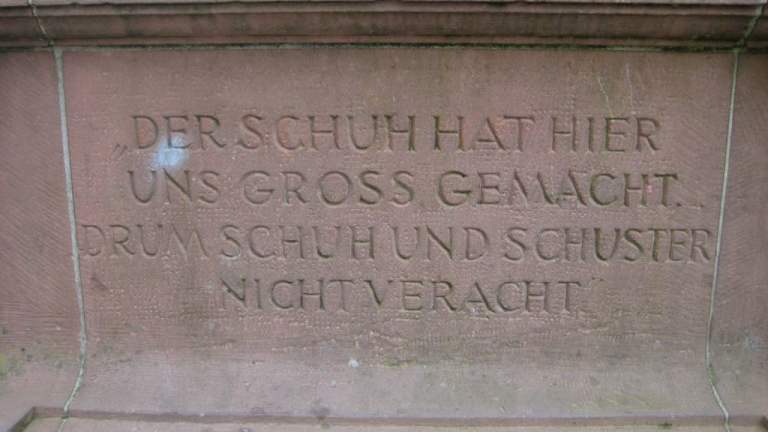 „DER SCHUH HAT HIER
UNS GROSS GEMACHT.
DRUM SCHUH UND SCHUSTER
NICHT VERACHT"